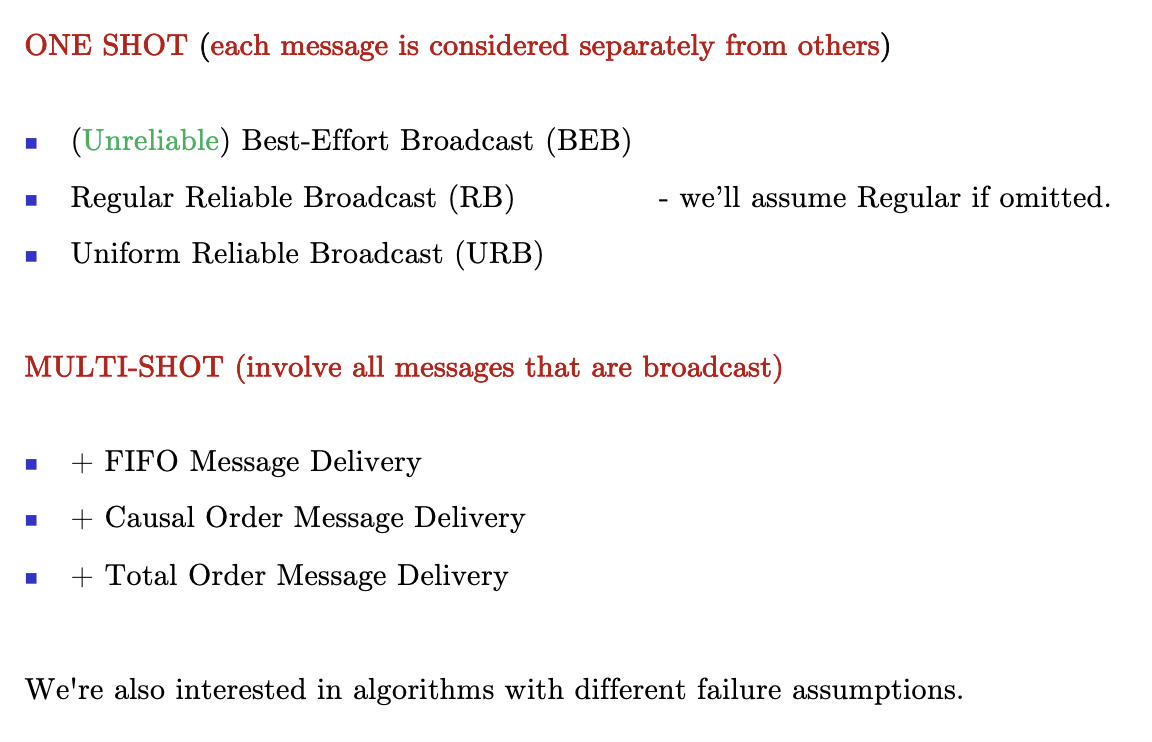 ONE SHOT (each message is considered separately from others)
(Unreliable) Best-Effort Broadcast (BEB)
Regular Reliable Broadcast (RB) - we'll assume Regular if omitted.
Uniform Reliable Broadcast (URB)
MULTI-SHOT (involve all messages that are broadcast)
+ FIFO Message Delivery
+ Causal Order Message Delivery
+ Total Order Message Delivery
We're also interested in algorithms with different failure assumptions.